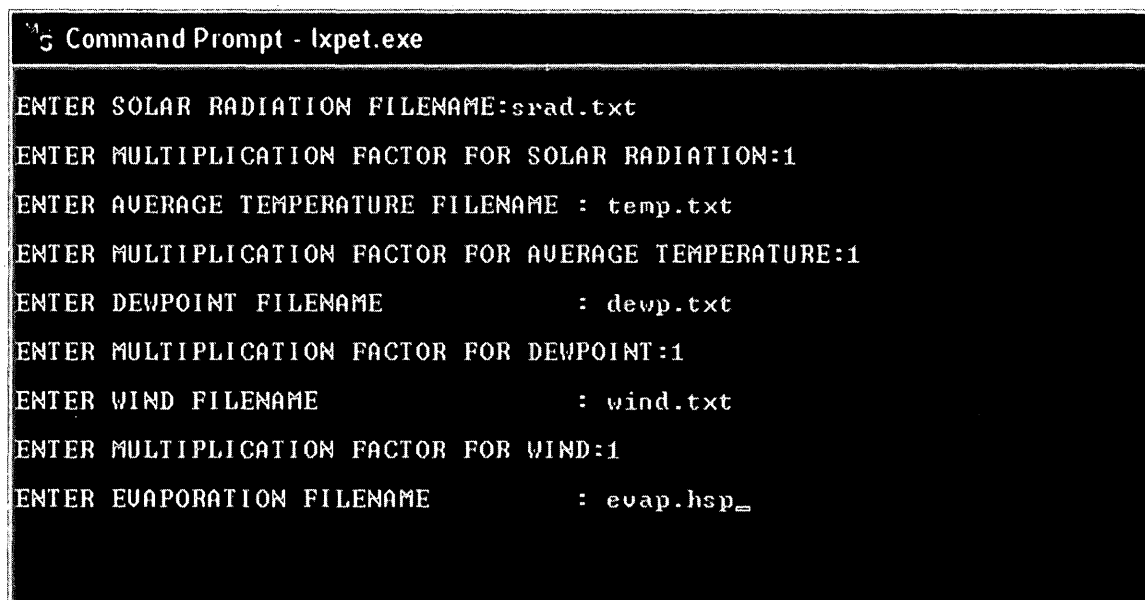 Command Prompt - lxpet.exe
ENTER SOLAR RADIATION FILENAME:srad.txt
ENTER MULTIPLICATION FACTOR FOR SOLAR RADIATION:1
ENTER AVERAGE TEMPERATURE FILENAME : temp.txt
ENTER MULTIPLICATION FACTOR FOR AVERAGE TEMPERATURE:1
ENTER DEWPOINT FILENAME : dewp.txt
ENTER MULTIPLICATION FACTOR FOR DEWPOINT:1
ENTER WIND FILENAME : wind.txt
ENTER MULTIPLICATION FACTOR FOR WIND:1
ENTER EVAPORATION FILENAME : evap.hsp_